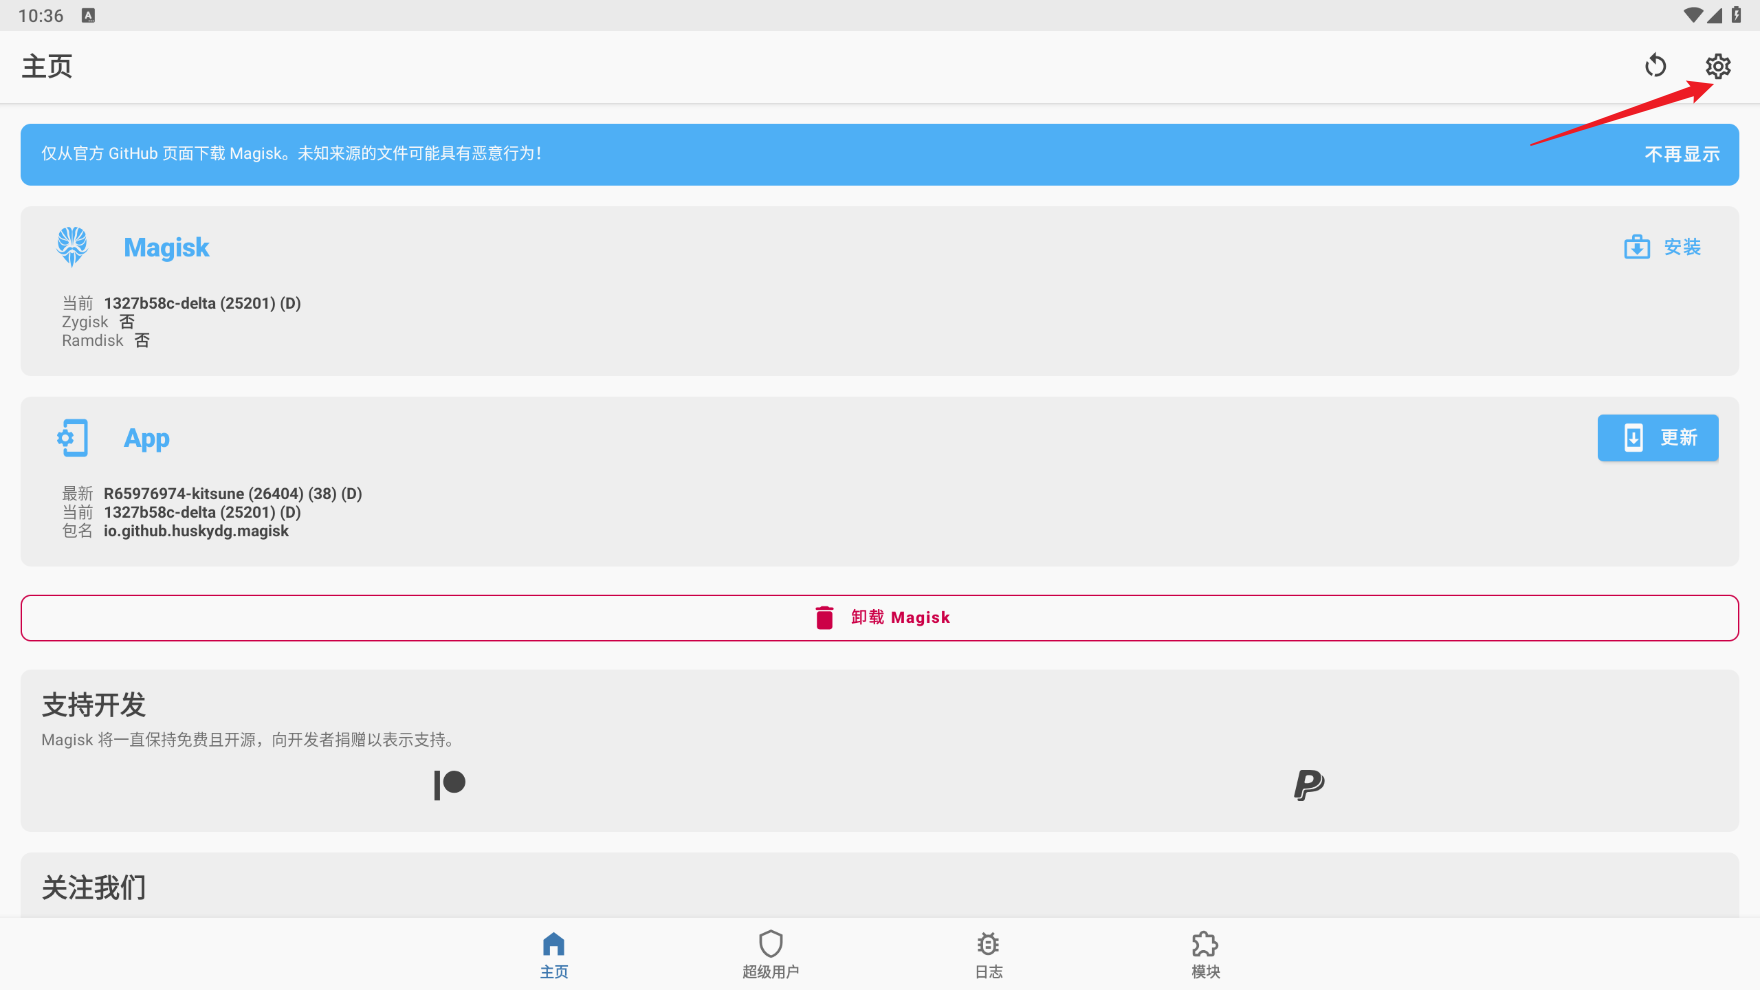 10:36
主页
仅从官方 GitHub 页面下载 Magisk。未知来源的文件可能具有恶意行为！
不再显示
Magisk
安装
当前 1327b58c-delta (25201) (D)
Zygisk 否
Ramdisk 否
App
更新
最新 R65976974-kitsune (26404) (38) (D)
当前 1327b58c-delta (25201) (D)
包名 io.github.huskydg.magisk
卸载 Magisk
支持开发
Magisk 将一直保持免费且开源，向开发者捐赠以表示支持。
关注我们
主页
超级用户
日志
模块